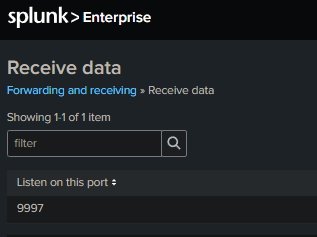 splunk> Enterprise
Receive data
Forwarding and receiving » Receive data
Showing 1-1 of 1 item
filter
Listen on this port
9997